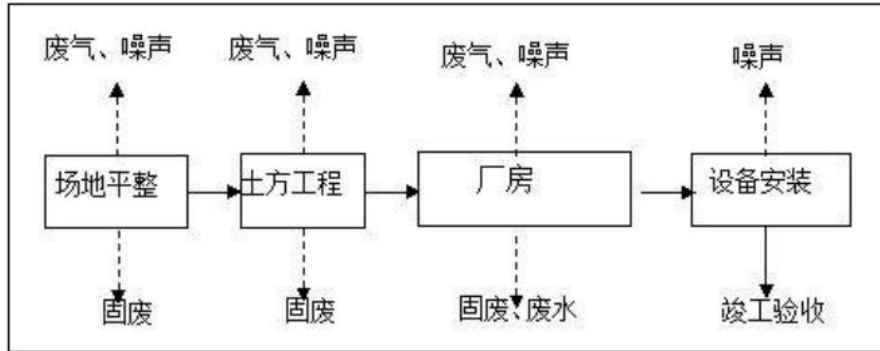 废气、噪声
废气、噪声
废气、噪声
噪声
场地平整
土方工程
厂房
设备安装
固废
固废
固废、废水
竣工验收